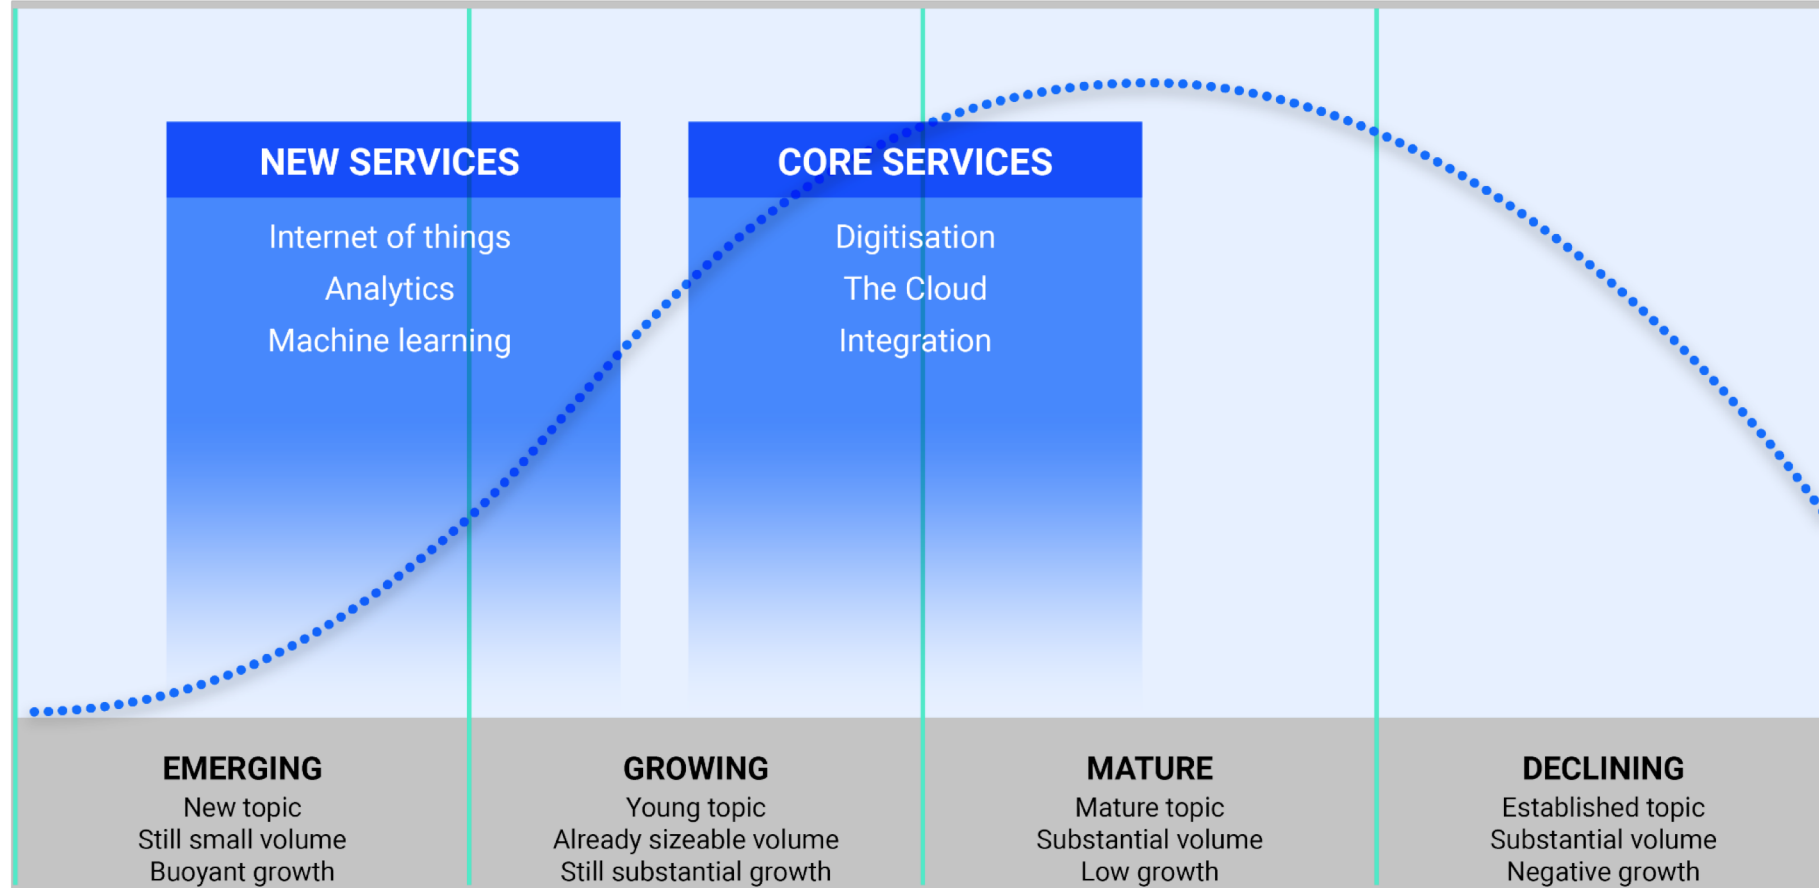 NEW SERVICES
Internet of things
Analytics
Machine learning
CORE SERVICES
Digitisation
The Cloud
Integration
EMERGING
New topic
Still small volume
Buoyant growth
GROWING
Young topic
Already sizeable volume
Still substantial growth
MATURE
Mature topic
Substantial volume
Low growth
DECLINING
Established topic
Substantial volume
Negative growth